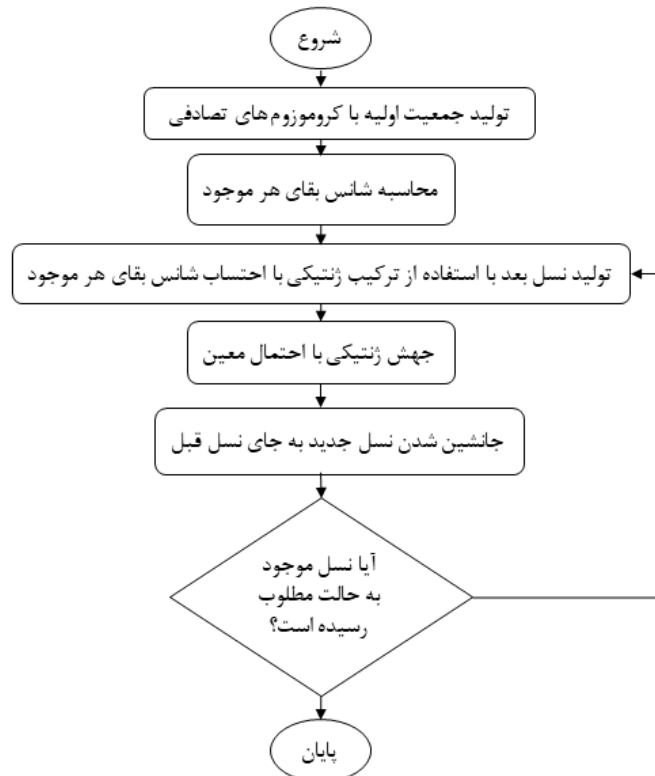 شروع
تولید جمعیت اولیه با کروموزوم‌های تصادفی
محاسبه شانس بقای هر موجود
تولید نسل بعد با استفاده از ترکیب ژنتیکی با احتساب شانس بقای هر موجود
جهش ژنتیکی با احتمال معین
جانشین شدن نسل جدید به جای نسل قبل
آیا نسل موجود
به حالت مطلوب
رسیده است؟
پایان